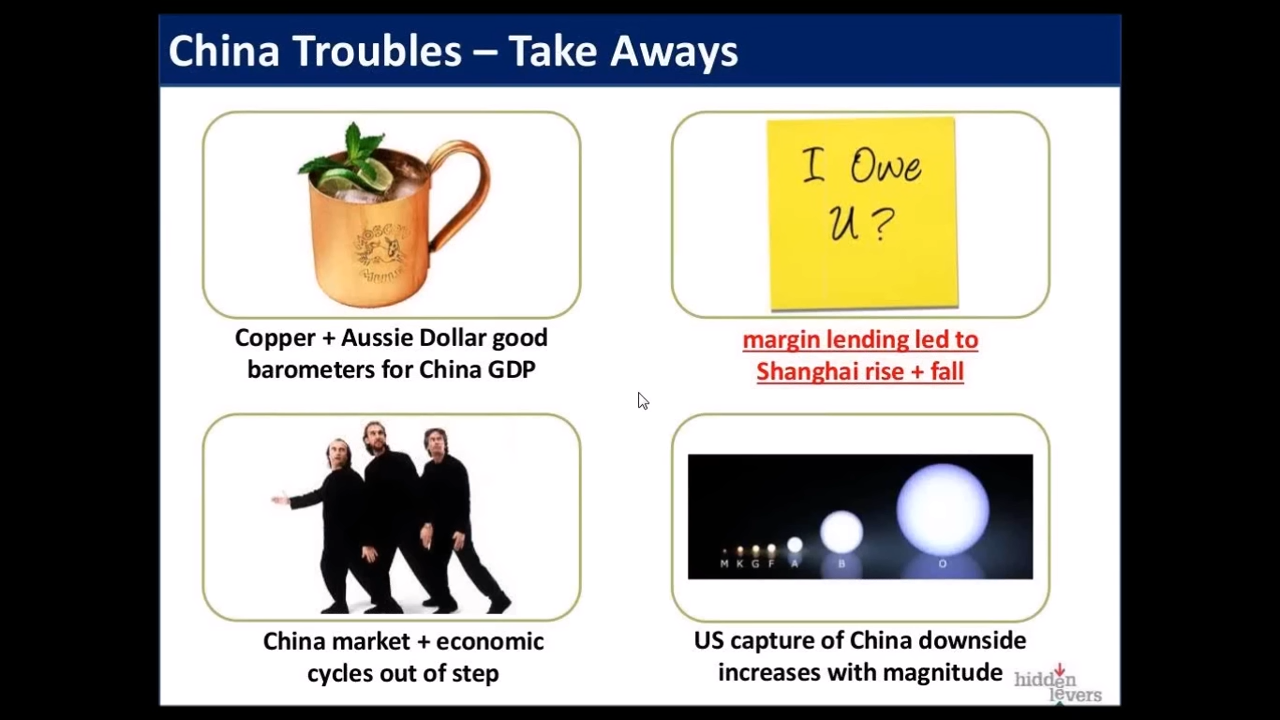 China Troubles – Take Aways
I Owe
U?
Copper + Aussie Dollar good
barometers for China GDP
margin lending led to
Shanghai rise + fall
M K G F A B O
China market + economic
cycles out of step
US capture of China downside
increases with magnitude
hidden
levers